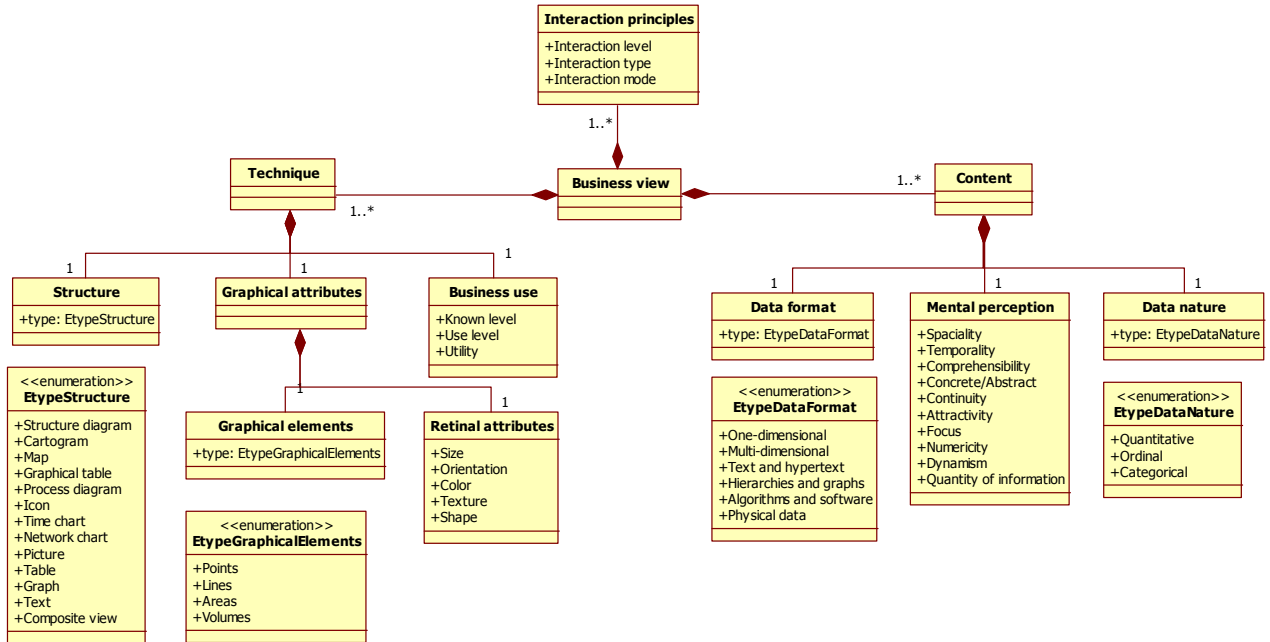 Interaction principles
+Interaction level
+Interaction type
+Interaction mode
1..*
Technique
Business view
Content
1..*
1..*
1
1
1
Structure
+type: EtypeStructure
Graphical attributes
Business use
+Known level
+Use level
+Utility
1
1
1
Data format
+type: EtypeDataFormat
Mental perception
+Spaciality
+Temporality
+Comprehensibility
+Concrete/Abstract
+Continuity
+Attractivity
+Focus
+Numericity
+Dynamism
+Quantity of information
Data nature
+type: EtypeDataNature
<<enumeration>>
EtypeStructure
+Structure diagram
+Cartogram
+Map
+Graphical table
+Process diagram
+Icon
+Time chart
+Network chart
+Picture
+Table
+Graph
+Text
+Composite view
1
1
Graphical elements
+type: EtypeGraphicalElements
Retinal attributes
+Size
+Orientation
+Color
+Texture
+Shape
<<enumeration>>
EtypeGraphicalElements
+Points
+Lines
+Areas
+Volumes
<<enumeration>>
EtypeDataFormat
+One-dimensional
+Multi-dimensional
+Text and hypertext
+Hierarchies and graphs
+Algorithms and software
+Physical data
<<enumeration>>
EtypeDataNature
+Quantitative
+Ordinal
+Categorical